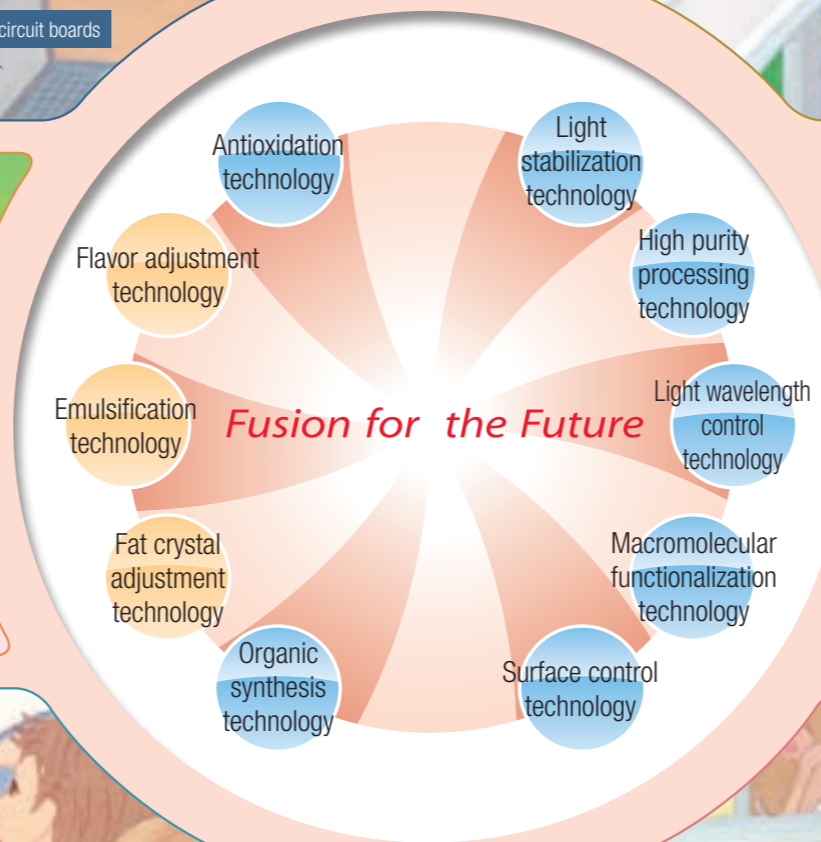 circuit boards
Antioxidation
technology
Light
stabilization
technology
Flavor adjustment
technology
High purity
processing
technology
Emulsification
technology
Fusion for the Future
Light wavelength
control
technology
Fat crystal
adjustment
technology
Macromolecular
functionalization
technology
Organic
synthesis
technology
Surface control
technology